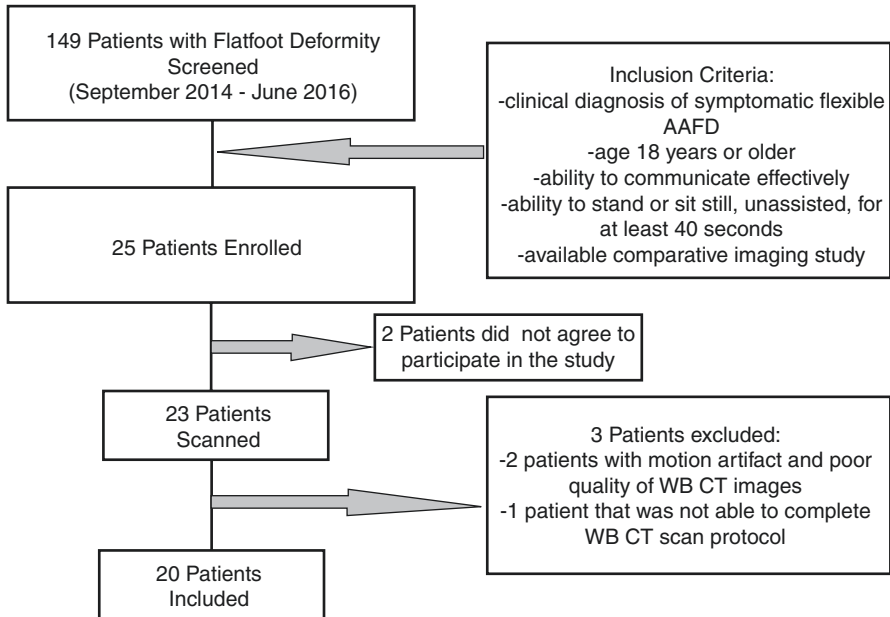 149 Patients with Flatfoot Deformity
Screened
(September 2014 - June 2016)
Inclusion Criteria:
-clinical diagnosis of symptomatic flexible
AAFD
-age 18 years or older
-ability to communicate effectively
-ability to stand or sit still, unassisted, for
at least 40 seconds
-available comparative imaging study
25 Patients Enrolled
2 Patients did not agree to
participate in the study
23 Patients
Scanned
3 Patients excluded:
-2 patients with motion artifact and poor
quality of WB CT images
-1 patient that was not able to complete
WB CT scan protocol
20 Patients
Included